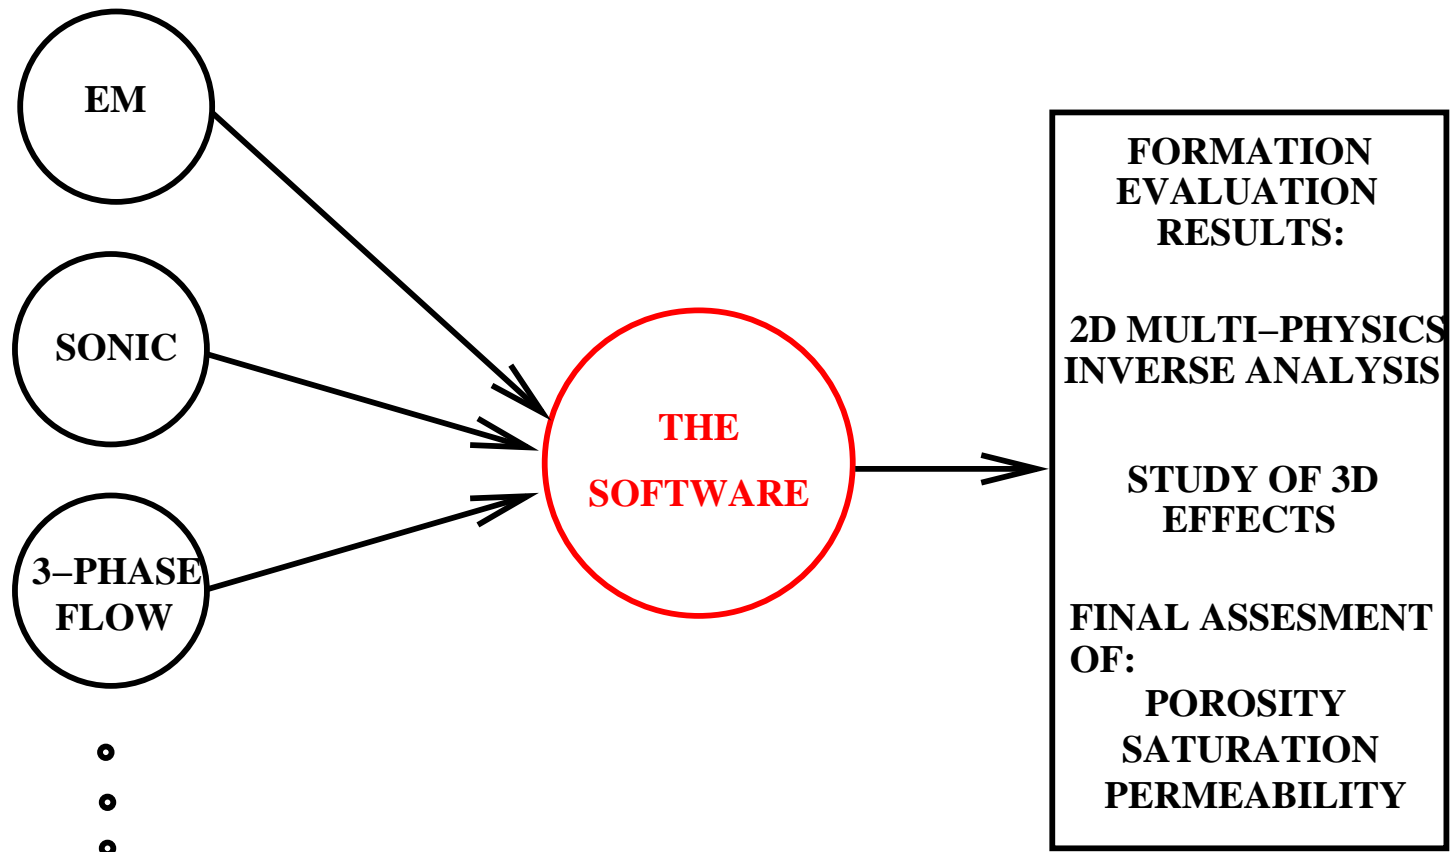 EM
SONIC
3–PHASE
FLOW
THE
SOFTWARE
FORMATION
EVALUATION
RESULTS:
2D MULTI–PHYSICS
INVERSE ANALYSIS
STUDY OF 3D
EFFECTS
FINAL ASSESMENT
OF:
POROSITY
SATURATION
PERMEABILITY